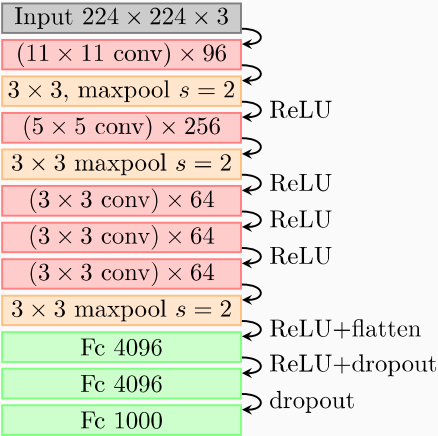 Input 224 × 224 × 3
(11 × 11 conv) × 96
3 × 3, maxpool s = 2
ReLU
(5 × 5 conv) × 256
3 × 3 maxpool s = 2
ReLU
(3 × 3 conv) × 64
ReLU
(3 × 3 conv) × 64
ReLU
(3 × 3 conv) × 64
3 × 3 maxpool s = 2
ReLU+flatten
Fc 4096
ReLU+dropout
Fc 4096
dropout
Fc 1000